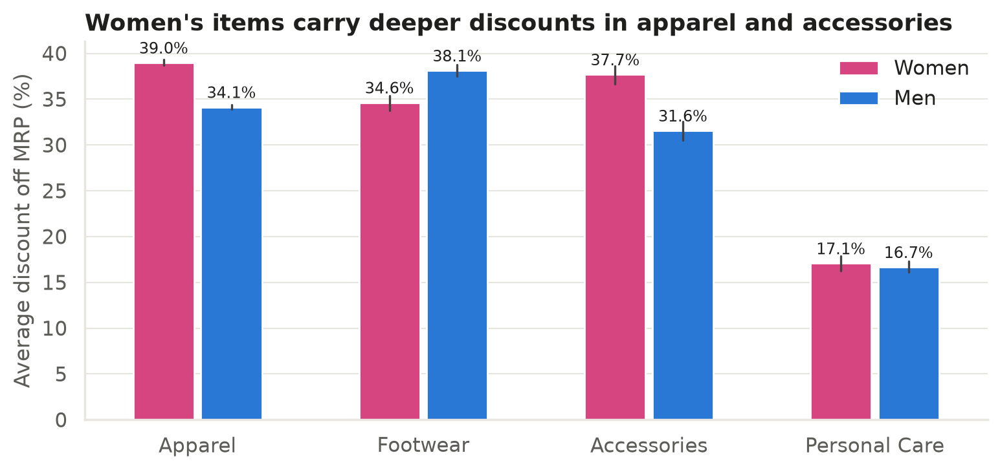 Women's items carry deeper discounts in apparel and accessories
Average discount off MRP (%)
40
35
30
25
20
15
10
5
0
39.0%
34.1%
34.6%
38.1%
37.7%
31.6%
17.1%
16.7%
Women
Men
Apparel
Footwear
Accessories
Personal Care